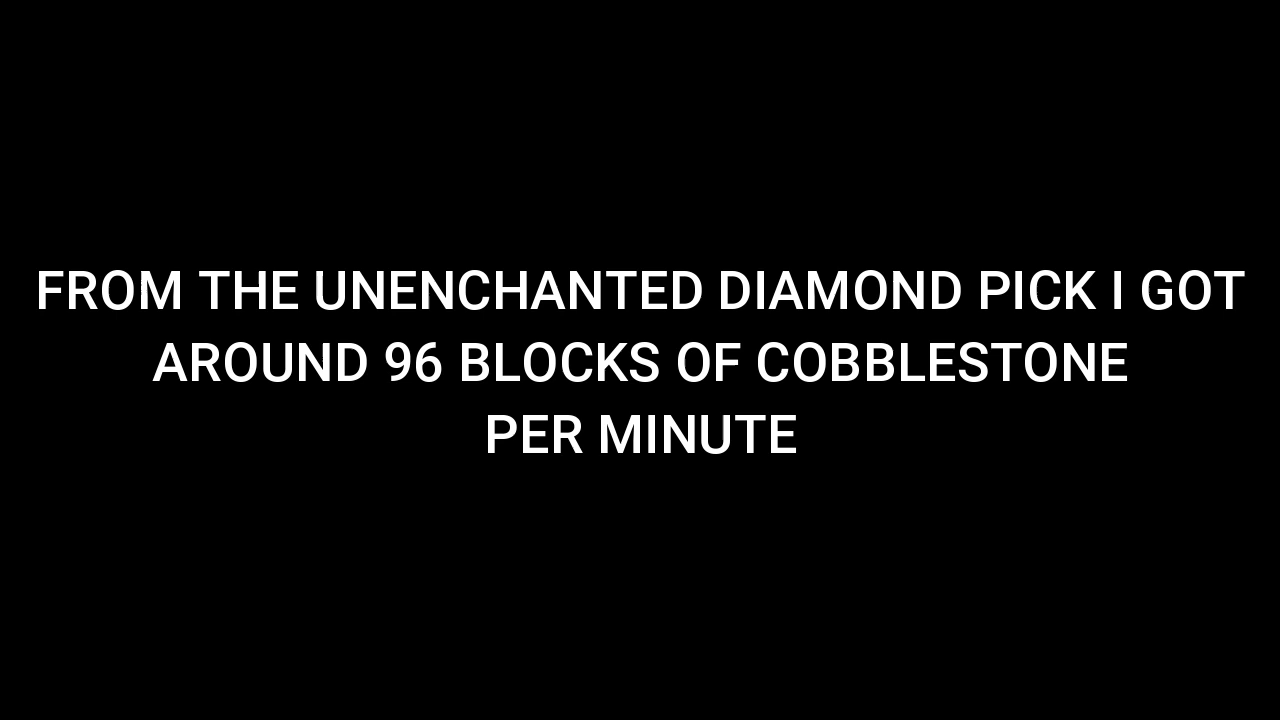 FROM THE UNENCHANTED DIAMOND PICK I GOT
AROUND 96 BLOCKS OF COBBLESTONE
PER MINUTE